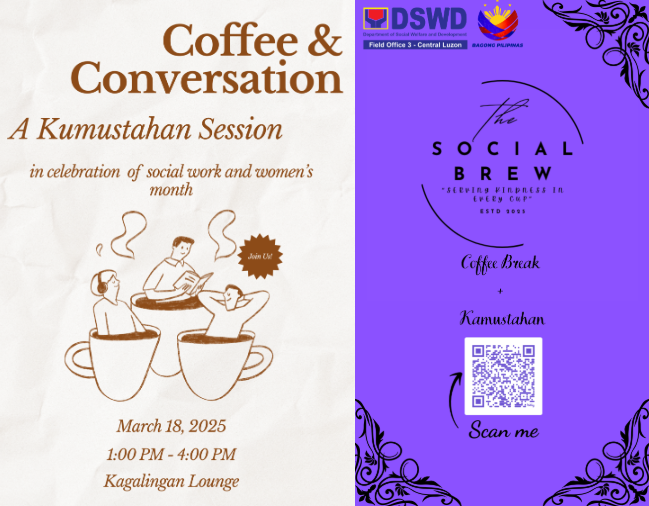 Coffee &
Conversation
A Kumustahan Session
in celebration of social work and women's
month
Join Us!
March 18, 2025
1:00 PM - 4:00 PM
Kagalingan Lounge
DSWD
Department of Social Welfare and Development
Field Office 3 - Central Luzon
BAGONG PILIPINAS
the
SOCIAL
BREW
"SERVING KINDNESS IN
EVERY CUP"
ESTD 2025
Coffee Break
+
Kamustahan
Scan me